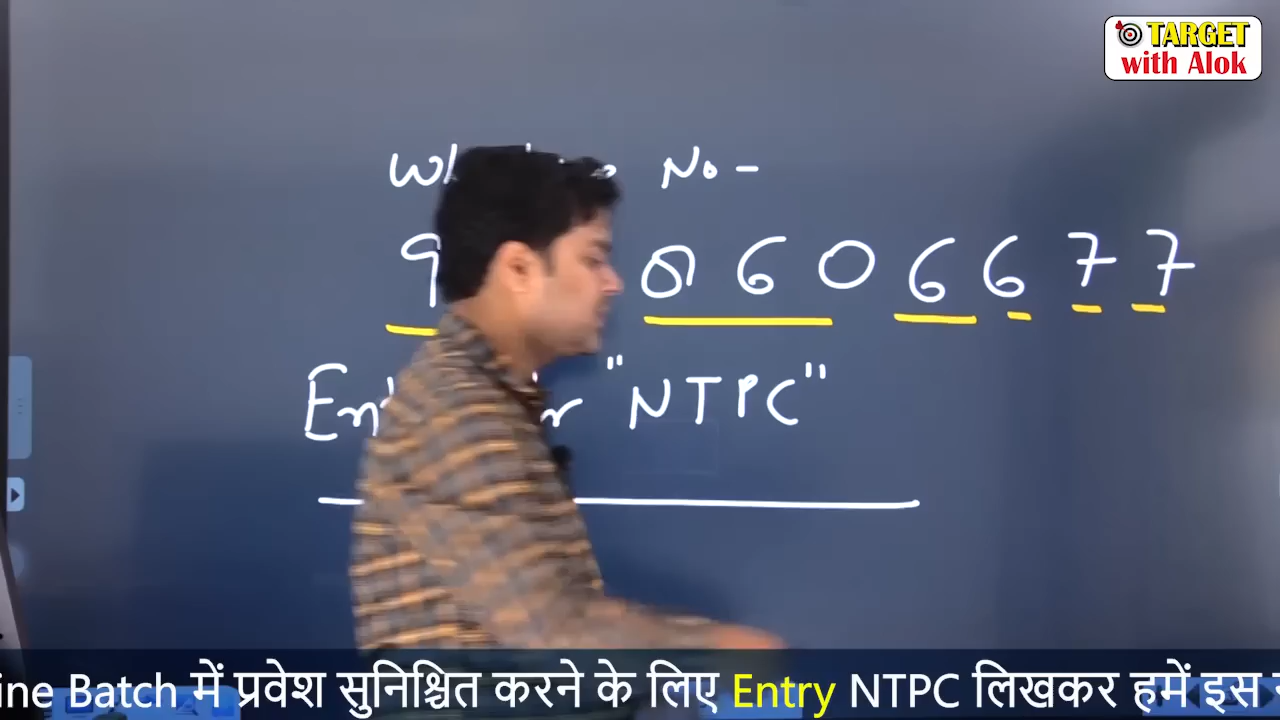 TARGET
with Alok
No -
9 8 6 0 6 6 7 7
"NTPC"
ine Batch में प्रवेश सुनिश्चित करने के लिए Entry NTPC लिखकर हमें इस